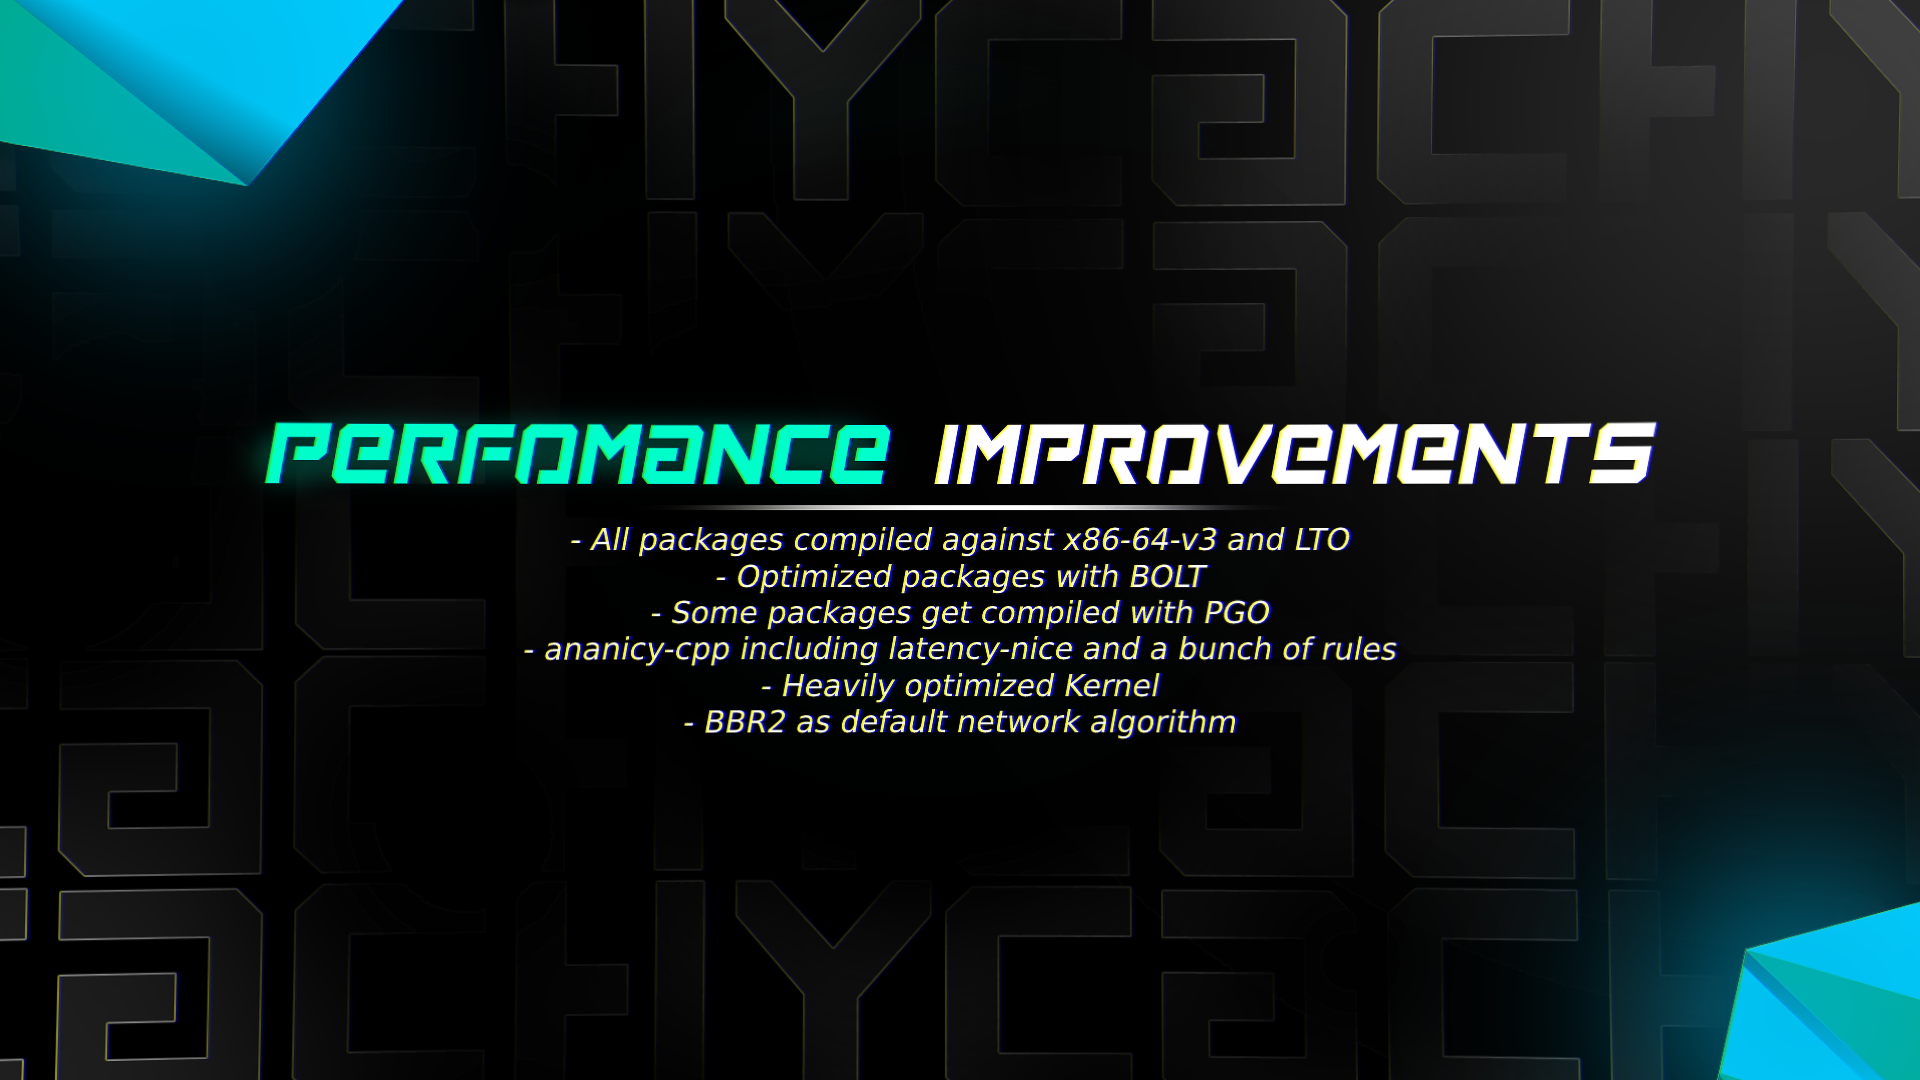 PERFOMANCE IMPROVEMENTS
- All packages compiled against x86-64-v3 and LTO
- Optimized packages with BOLT
- Some packages get compiled with PGO
- ananicy-cpp including latency-nice and a bunch of rules
- Heavily optimized Kernel
- BBR2 as default network algorithm